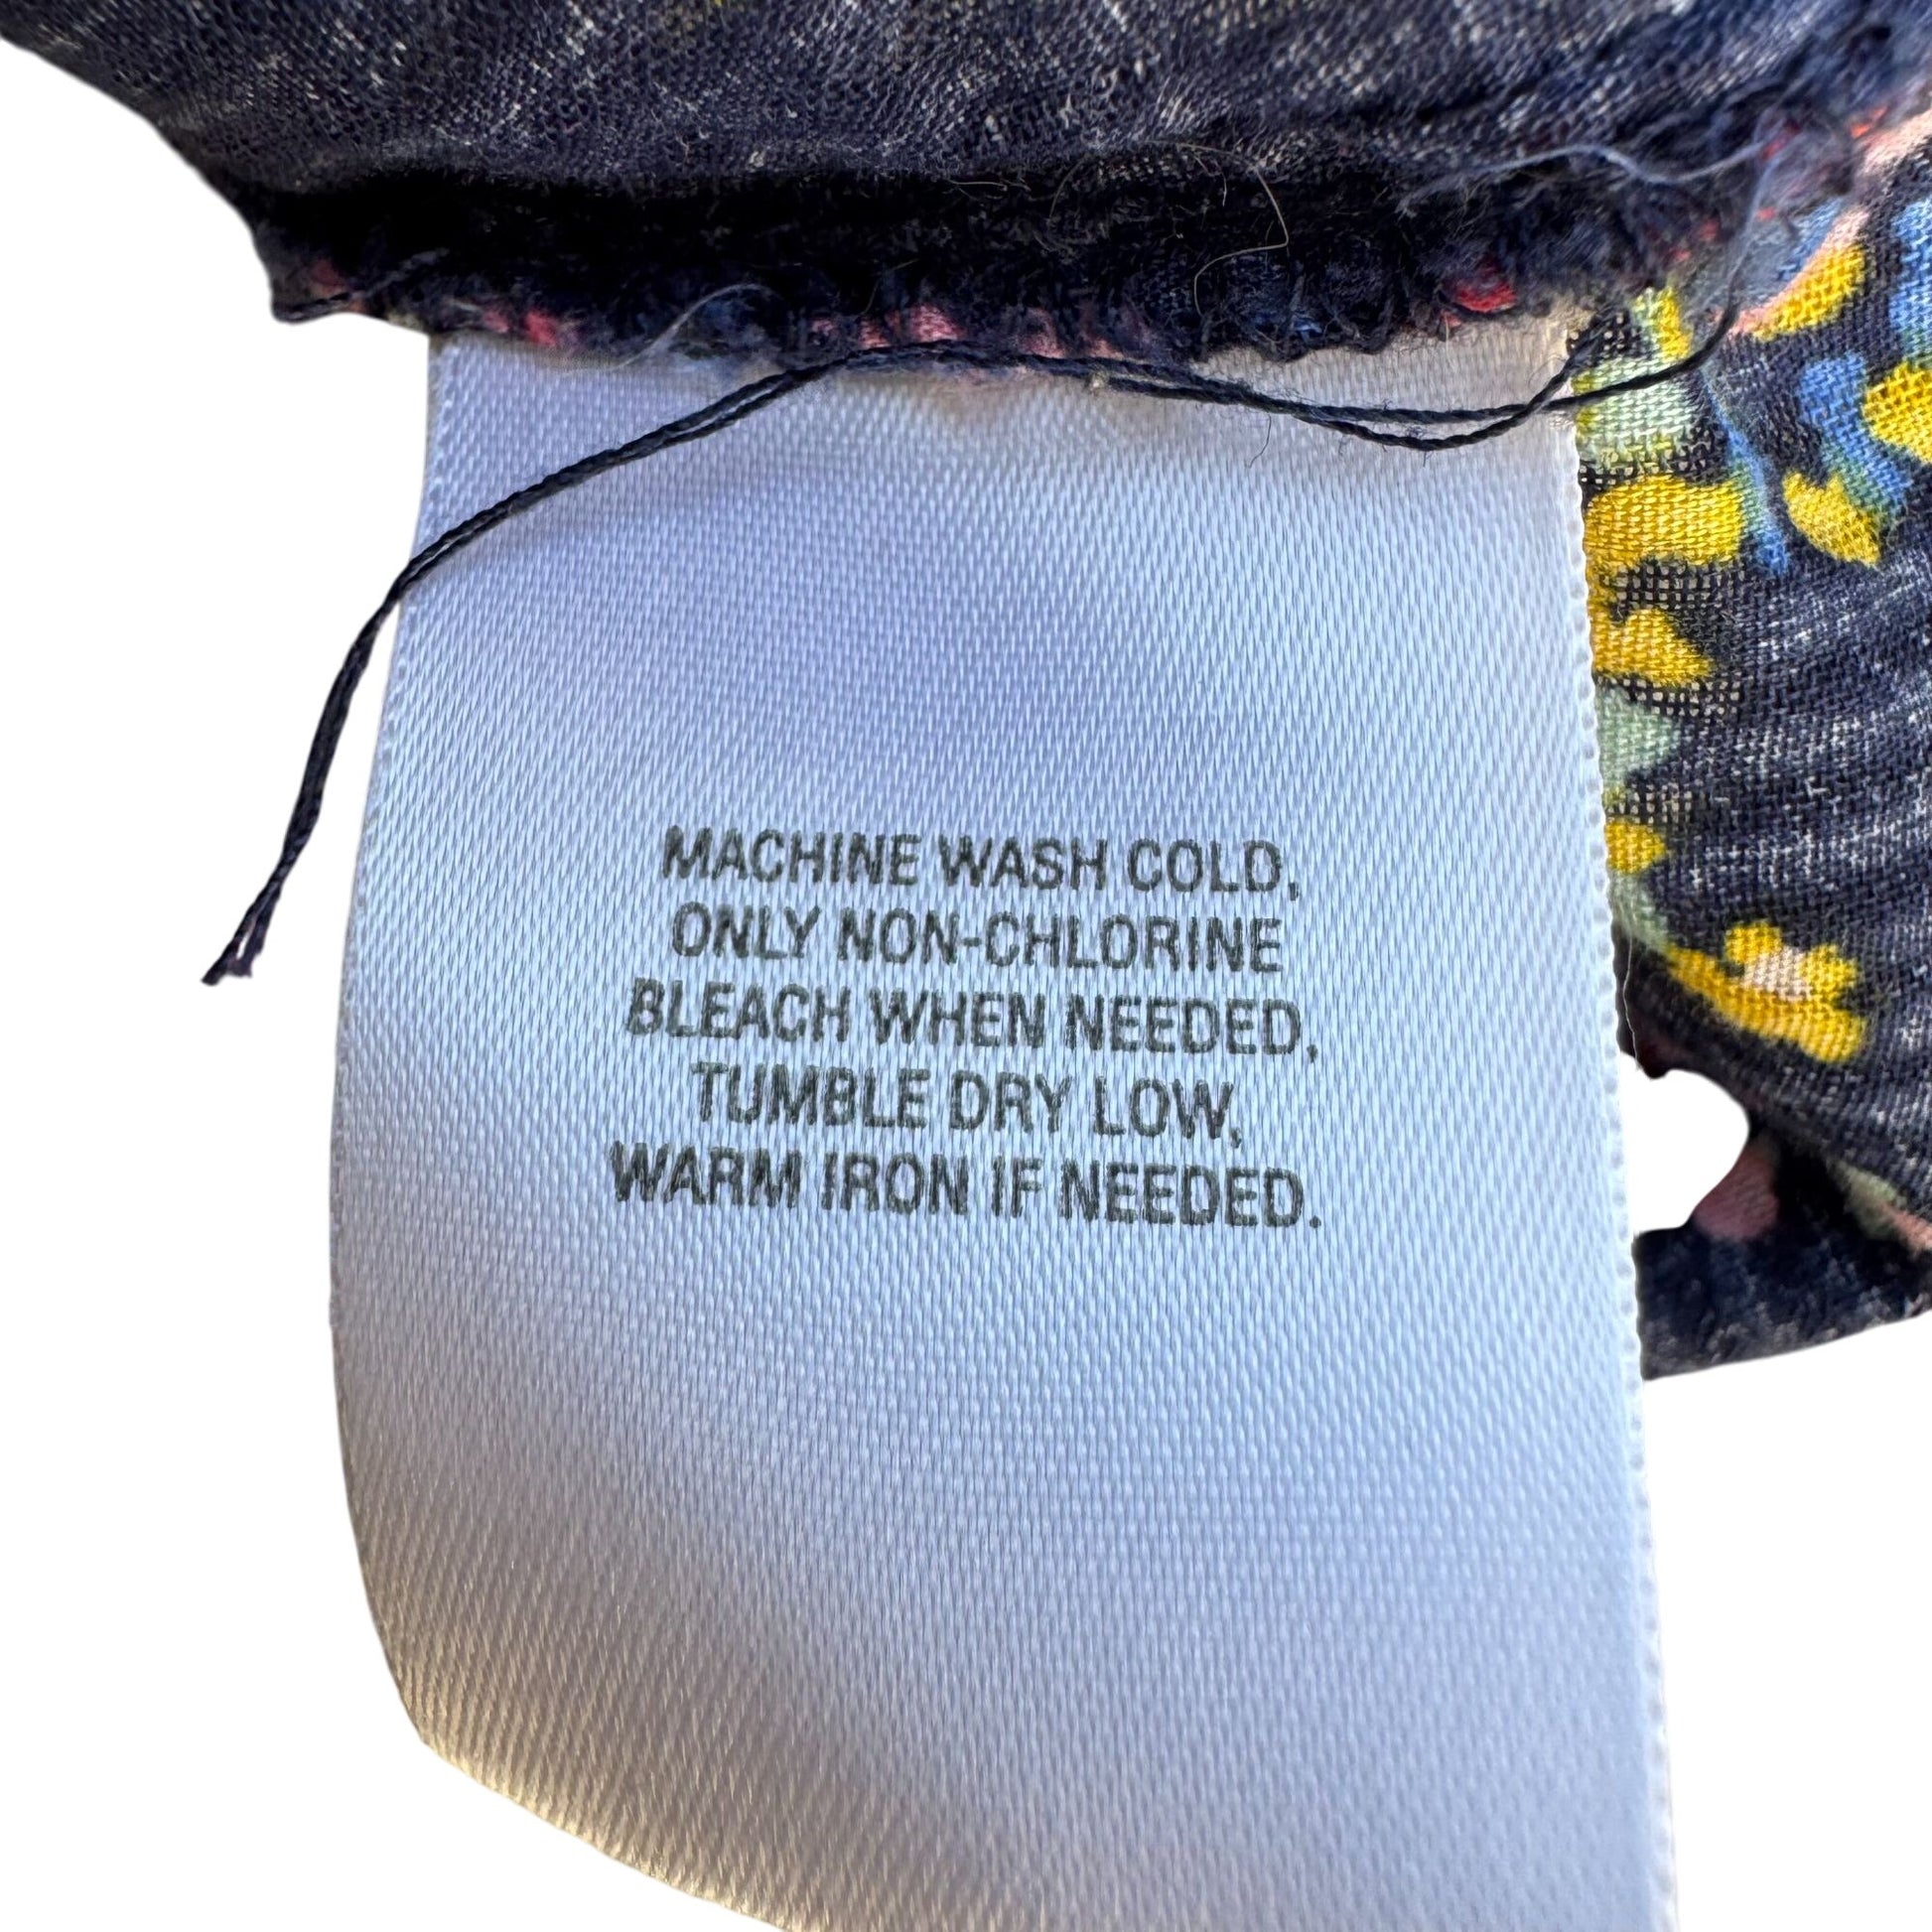 MACHINE WASH COLD,
ONLY NON-CHLORINE
BLEACH WHEN NEEDED,
TUMBLE DRY LOW,
WARM IRON IF NEEDED.